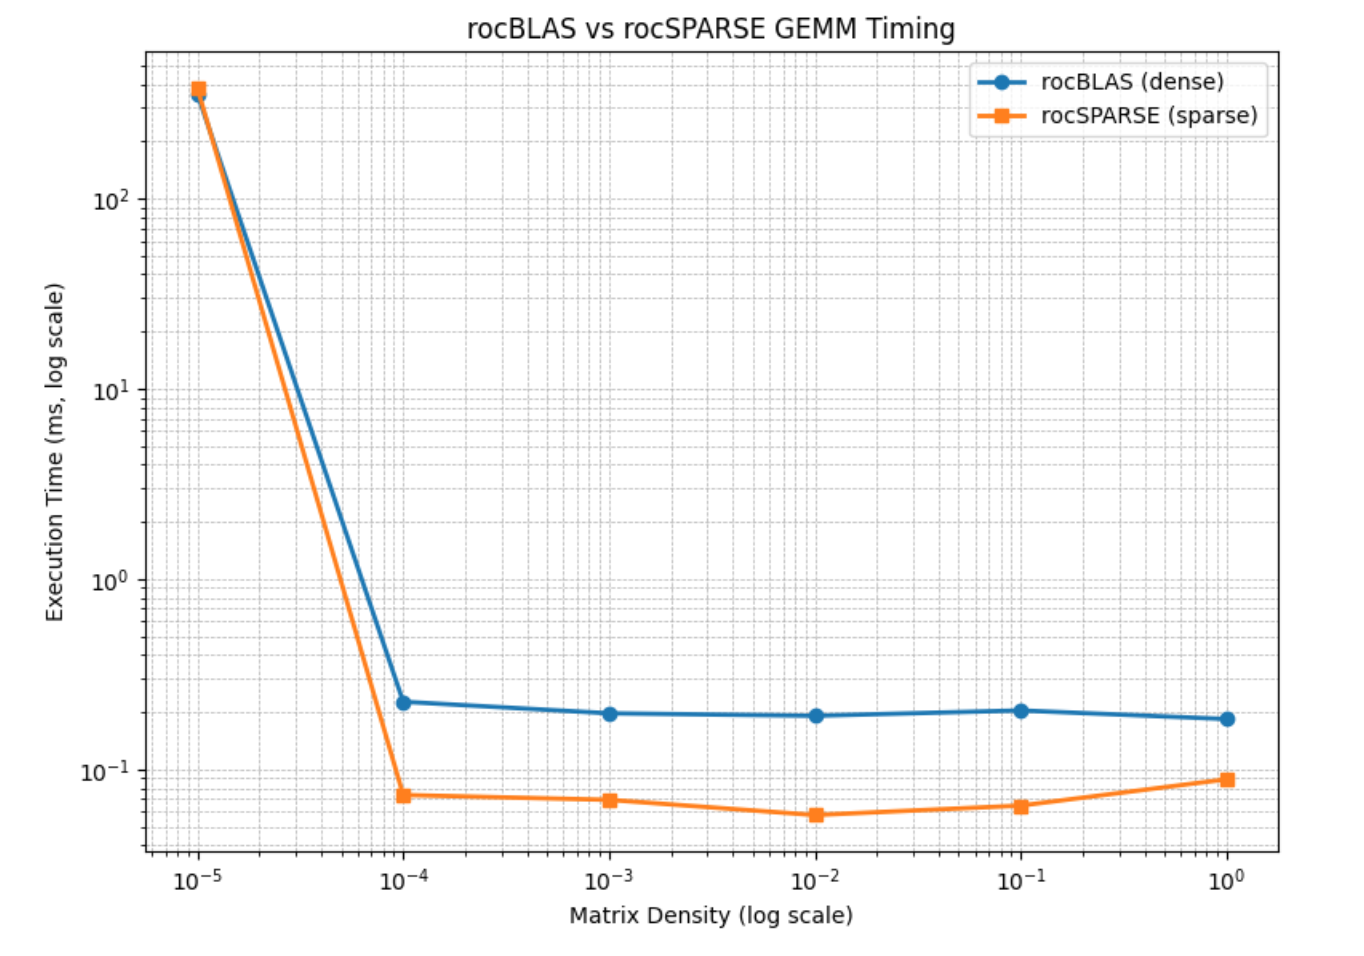 rocBLAS vs rocSPARSE GEMM Timing
rocBLAS (dense)
rocSPARSE (sparse)
Execution Time (ms, log scale)
10²
10¹
10⁰
10⁻¹
10⁻⁵ 10⁻⁴ 10⁻³ 10⁻² 10⁻¹ 10⁰
Matrix Density (log scale)